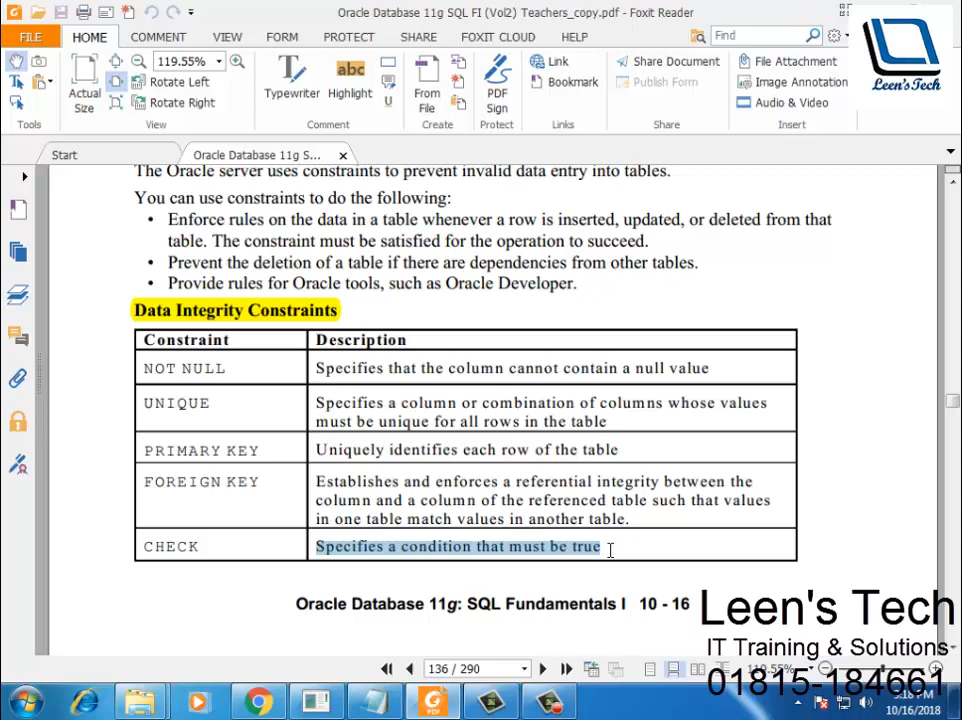 Oracle Database 11g SQL FI (Vol2) Teachers_copy.pdf - Foxit Reader
FILE HOME COMMENT VIEW FORM PROTECT SHARE FOXIT CLOUD HELP Find
119.55% Link Share Document File Attachment
Actual Size Rotate Left Typewriter Highlight From File PDF Sign Bookmark Publish Form Image Annotation
Rotate Right Audio & Video
Tools View Comment Create Protect Links Share Insert
Leen'sTech
Start Oracle Database 11g S...
The Oracle server uses constraints to prevent invalid data entry into tables.
You can use constraints to do the following:
• Enforce rules on the data in a table whenever a row is inserted, updated, or deleted from that
table. The constraint must be satisfied for the operation to succeed.
• Prevent the deletion of a table if there are dependencies from other tables.
• Provide rules for Oracle tools, such as Oracle Developer.
Data Integrity Constraints
Constraint Description
NOT NULL Specifies that the column cannot contain a null value
UNIQUE Specifies a column or combination of columns whose values
must be unique for all rows in the table
PRIMARY KEY Uniquely identifies each row of the table
FOREIGN KEY Establishes and enforces a referential integrity between the
column and a column of the referenced table such that values
in one table match values in another table.
CHECK Specifies a condition that must be true
Oracle Database 11g: SQL Fundamentals I 10 - 16
Leen's Tech
IT Training & Solutions
01815-184661
136 / 290 119.55%
PDF
10/16/2018